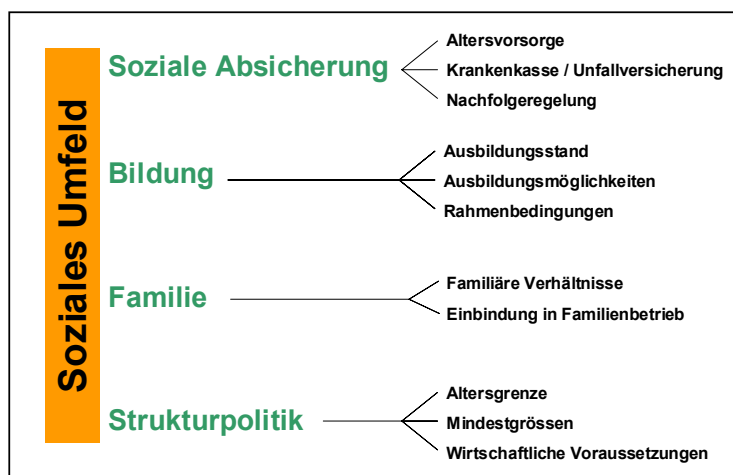 Soziales Umfeld
Soziale Absicherung
Altersvorsorge
Krankenkasse / Unfallversicherung
Nachfolgeregelung
Bildung
Ausbildungsstand
Ausbildungsmöglichkeiten
Rahmenbedingungen
Familie
Familiäre Verhältnisse
Einbindung in Familienbetrieb
Strukturpolitik
Altersgrenze
Mindestgrössen
Wirtschaftliche Voraussetzungen